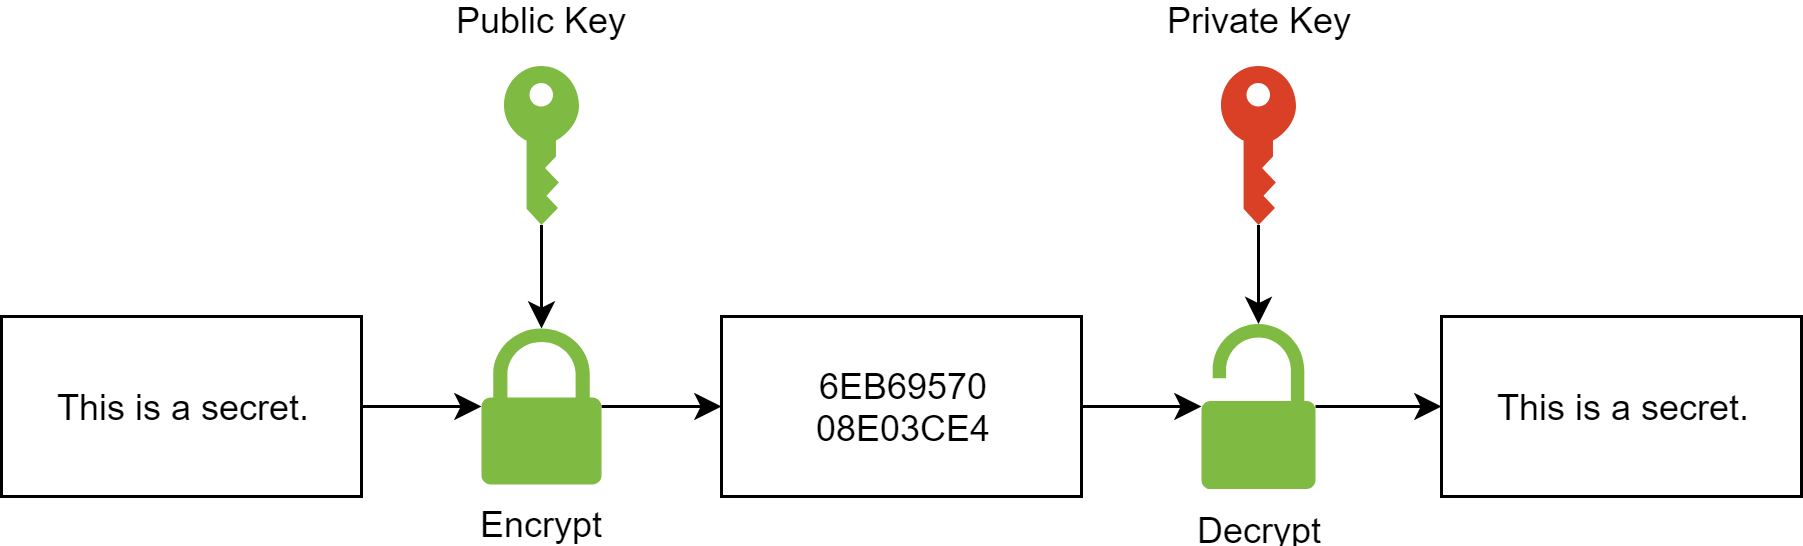 Public Key
Private Key
This is a secret.
6EB69570
08E03CE4
This is a secret.
Encrypt
Decrypt